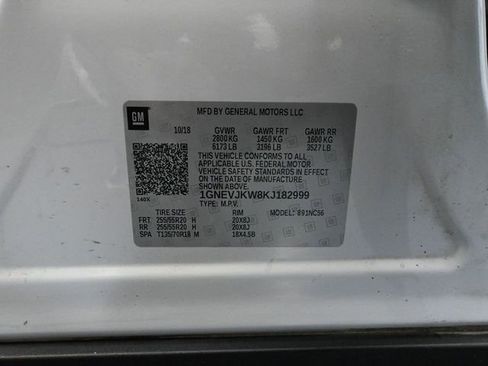 GM
MFD BY GENERAL MOTORS LLC
10/18 GVWR GAWR FRT GAWR RR
2800 KG 1450 KG 1600 KG
6173 LB 3196 LB 3527 LB
THIS VEHICLE CONFORMS TO ALL
APPLICABLE U.S. FEDERAL MOTOR
VEHICLE SAFETY STANDARDS IN EFFECT
ON THE DATE OF MANUFACTURE
SHOWN ABOVE.
140X 1GNEVJKW8KJ182999
TYPE: M.P.V.
TIRE SIZE RIM MODEL: 891NC56
FRT 255/55R20 H 20X8J
RR 255/55R20 H 20X8J
SPA T135/70R18 M 18X4.5B